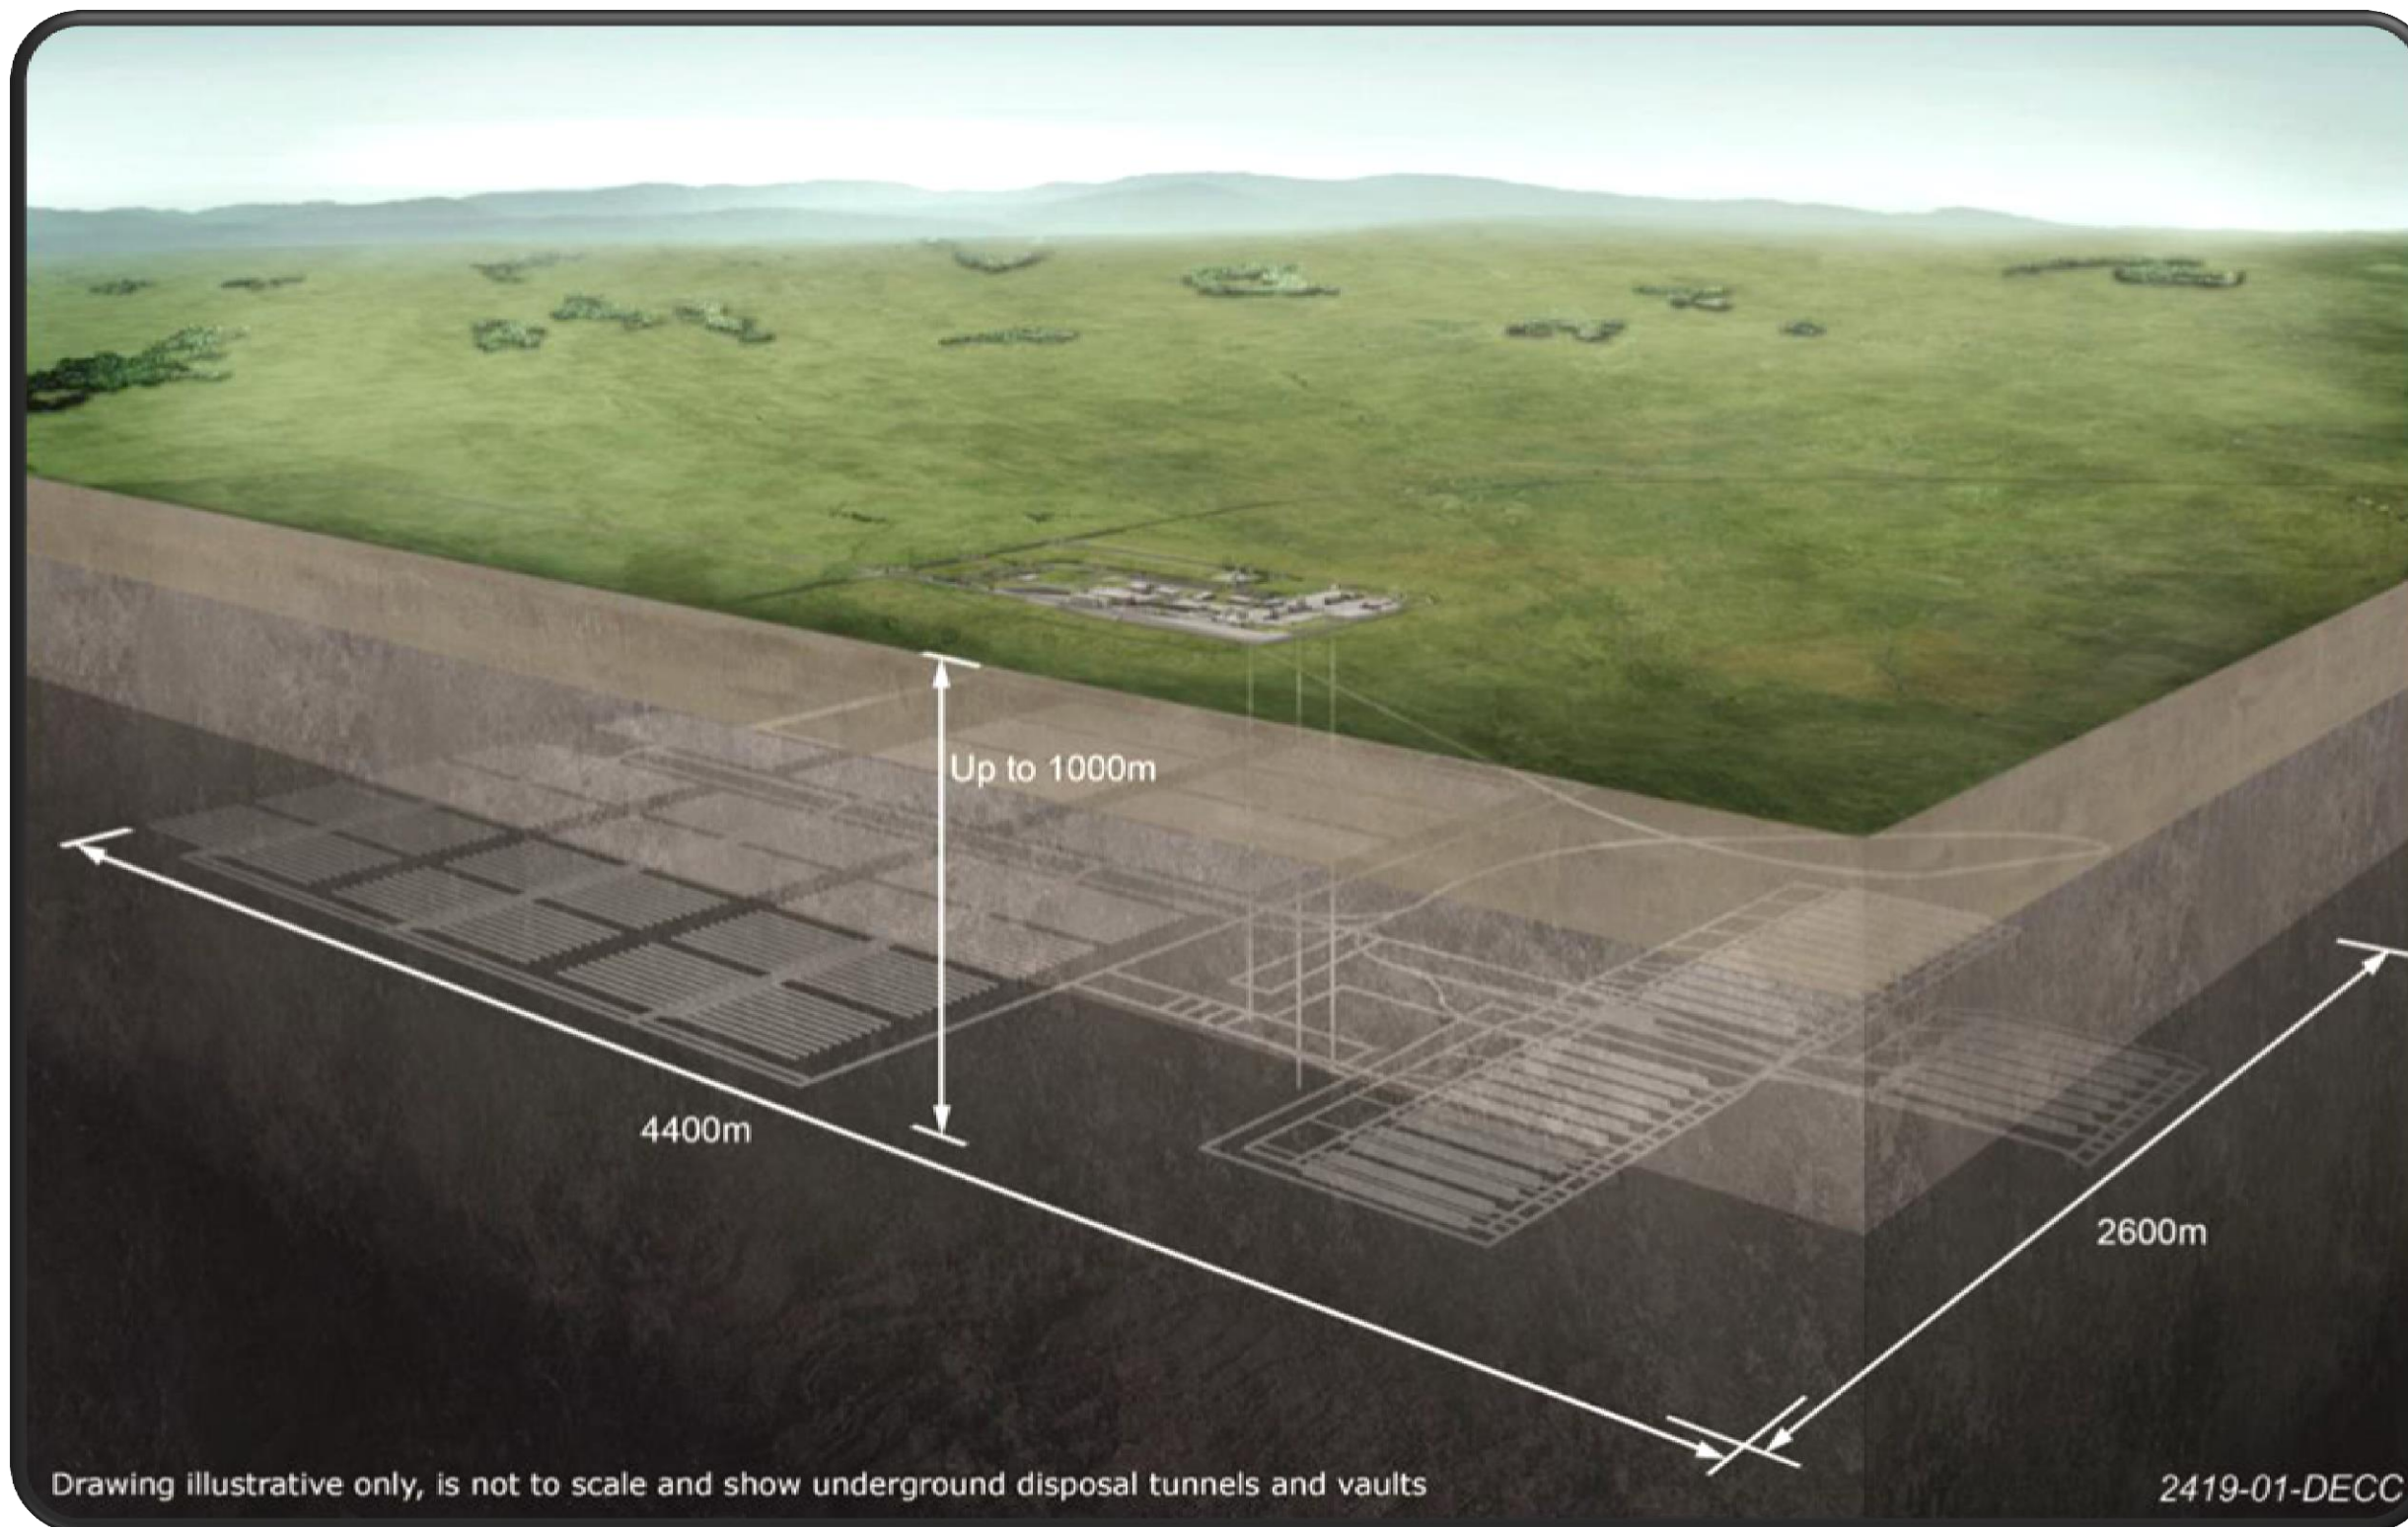 Up to 1000m
4400m
2600m
Drawing illustrative only, is not to scale and show underground disposal tunnels and vaults
2419-01-DECC